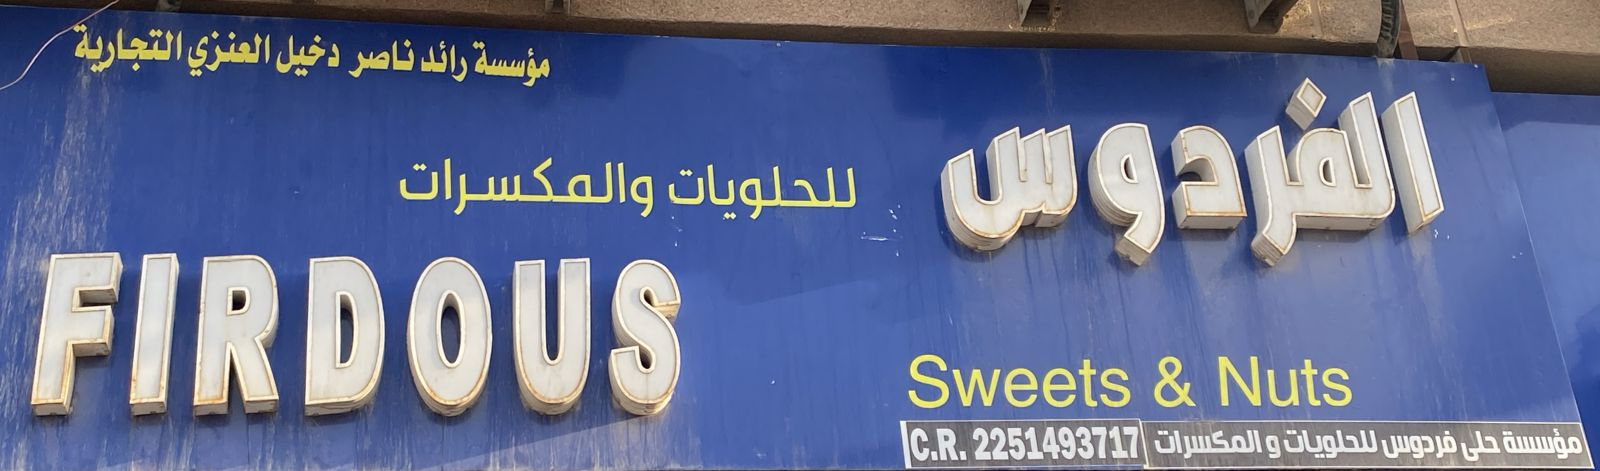 مؤسسة رائد ناصر دخيل العنزي التجارية
الفردوس
للحلويات والمكسرات
FIRDOUS
Sweets & Nuts
C.R. 2251493717 مؤسسة حلى فردوس للحلويات و المكسرات